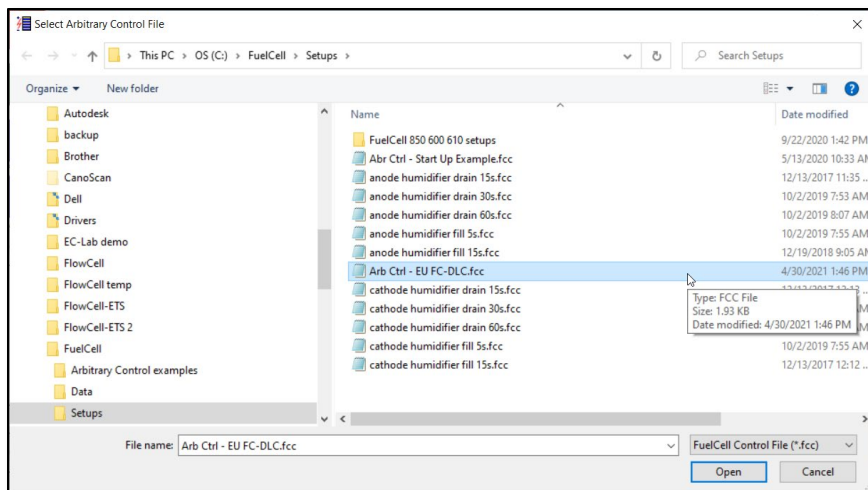 Select Arbitrary Control File
This PC > OS (C:) > FuelCell > Setups >
Search Setups
Organize
New folder
Autodesk
backup
Brother
CanoScan
Dell
Drivers
EC-Lab demo
FlowCell
FlowCell temp
FlowCell-ETS
FlowCell-ETS 2
FuelCell
Arbitrary Control examples
Data
Setups
Name Date modified
FuelCell 850 600 610 setups 9/22/2020 1:42 PM
Abr Ctrl - Start Up Example.fcc 5/13/2020 10:33 AM
anode humidifier drain 15s.fcc 12/13/2017 11:35 ..
anode humidifier drain 30s.fcc 10/2/2019 7:53 AM
anode humidifier drain 60s.fcc 10/2/2019 8:07 AM
anode humidifier fill 5s.fcc 10/2/2019 7:55 AM
anode humidifier fill 15s.fcc 12/19/2018 9:05 AM
Arb Ctrl - EU FC-DLC.fcc 4/30/2021 1:46 PM
cathode humidifier drain 15s.fcc
cathode humidifier drain 30s.fcc
cathode humidifier drain 60s.fcc
cathode humidifier fill 5s.fcc 10/2/2019 7:55 AM
cathode humidifier fill 15s.fcc 12/13/2017 12:12 ..
Type: FCC File
Size: 1.93 KB
Date modified: 4/30/2021 1:46 PM
File name: Arb Ctrl - EU FC-DLC.fcc
FuelCell Control File (*.fcc)
Open Cancel